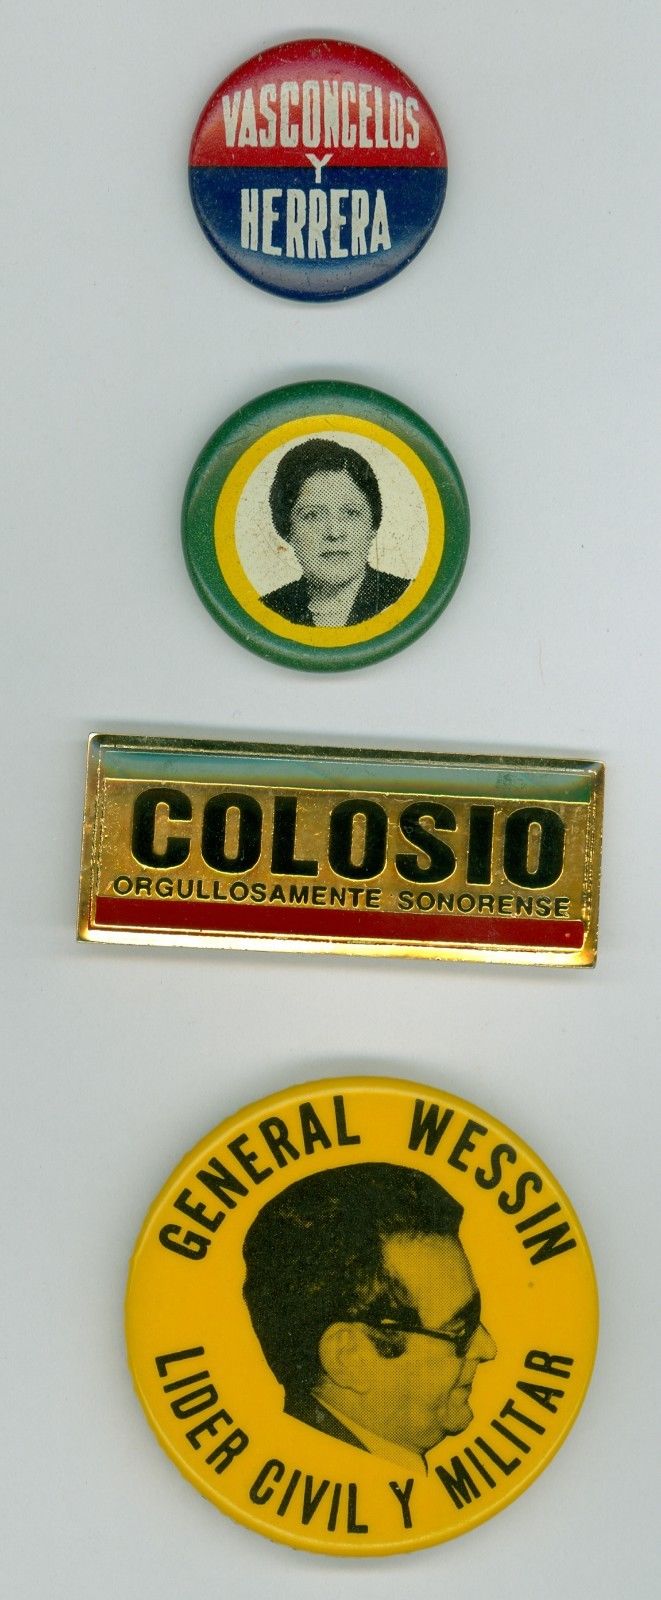 VASCONCELOS
Y
HERRERA
COLOSIO
ORGULLOSAMENTE SONORENSE
GENERAL WESSIN
LIDER CIVIL Y MILITAR